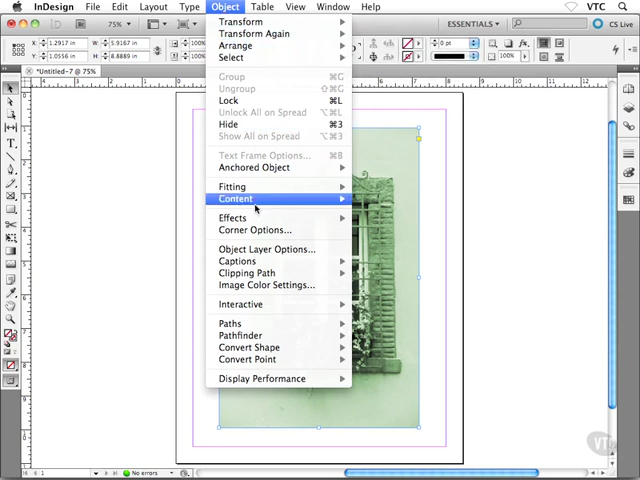 InDesign File Edit Layout Type Object Table View Window Help VTC
75% ESSENTIALS CS Live
X: 1.2917 in
Y: 1.3056 in
W: 5.9167 in
H: 8.8889 in
0 pt
100%
*Untitled-7 @ 75%
Transform
Transform Again
Arrange
Select
Group ⌘G
Ungroup ⇧⌘G
Lock ⌘L
Unlock All on Spread ⌥⌘L
Hide ⌘3
Show All on Spread ⌥⌘3
Text Frame Options... ⌘B
Anchored Object
Fitting
Content
Effects
Corner Options...
Object Layer Options...
Captions
Clipping Path
Image Color Settings...
Interactive
Paths
Pathfinder
Convert Shape
Convert Point
Display Performance
1 No errors